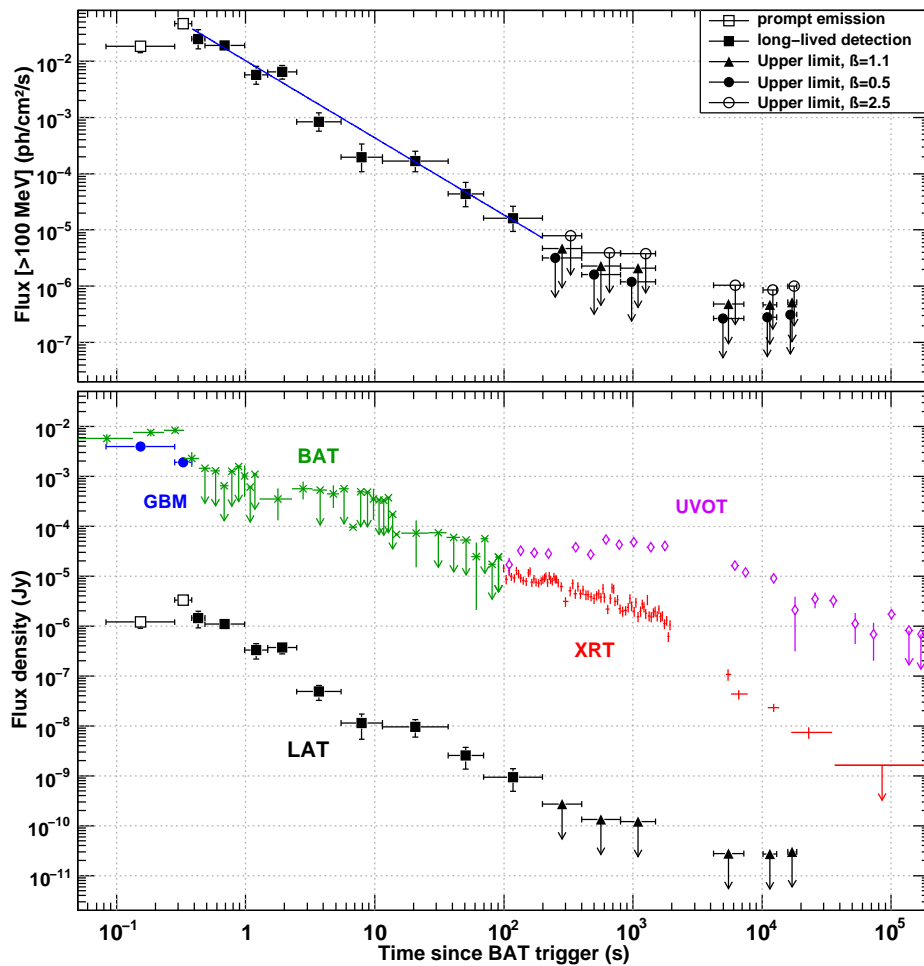 prompt emission
long-lived detection
Upper limit, ß=1.1
Upper limit, ß=0.5
Upper limit, ß=2.5
Flux [>100 MeV] (ph/cm²/s)
10⁻²
10⁻³
10⁻⁴
10⁻⁵
10⁻⁶
10⁻⁷
Flux density (Jy)
10⁻²
10⁻³
10⁻⁴
10⁻⁵
10⁻⁶
10⁻⁷
10⁻⁸
10⁻⁹
10⁻¹⁰
10⁻¹¹
BAT
GBM
UVOT
XRT
LAT
10⁻¹ 1 10 10² 10³ 10⁴ 10⁵
Time since BAT trigger (s)